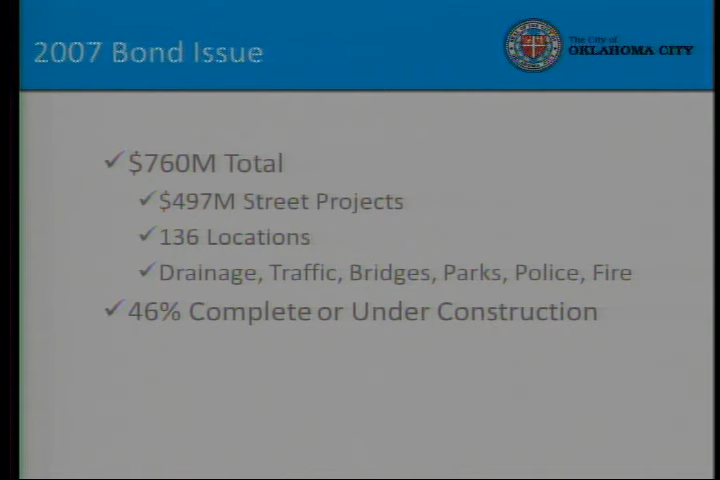 2007 Bond Issue
The City of
OKLAHOMA CITY
✓$760M Total
✓$497M Street Projects
✓136 Locations
✓Drainage, Traffic, Bridges, Parks, Police, Fire
✓46% Complete or Under Construction